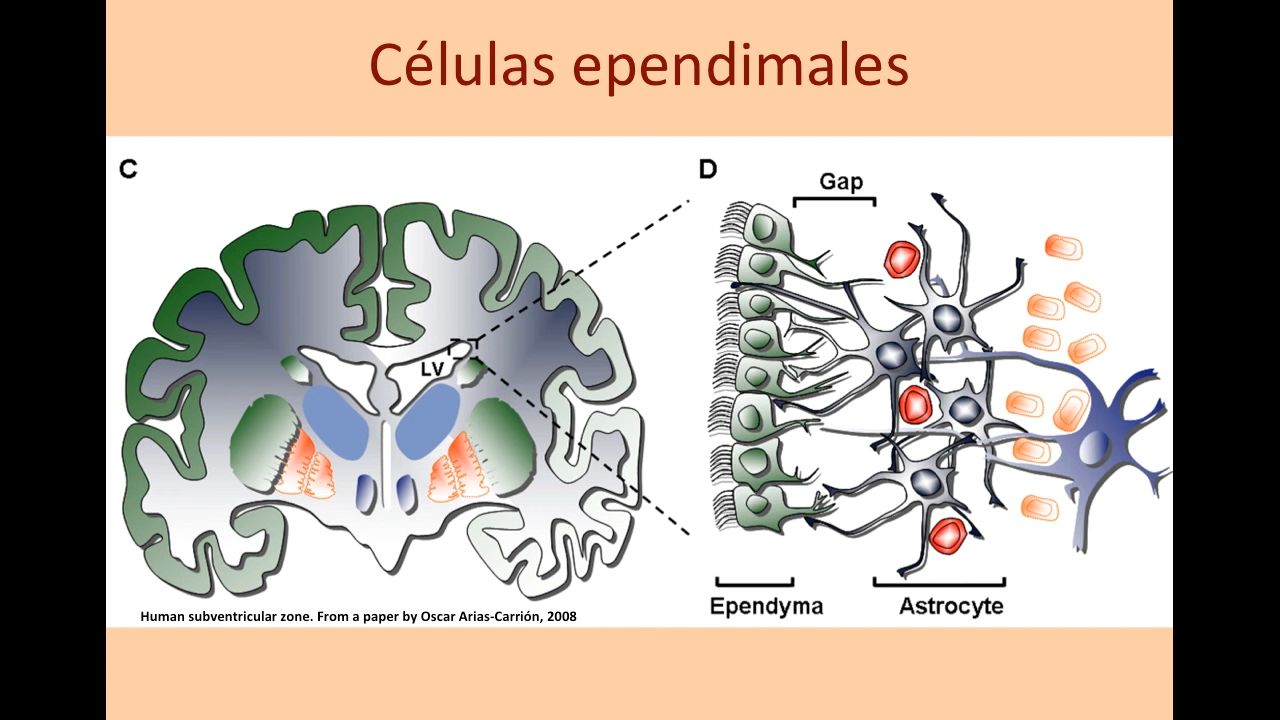 Células ependimales
C
D
Gap
LV
Ependyma
Astrocyte
Human subventricular zone. From a paper by Oscar Arias-Carrión, 2008